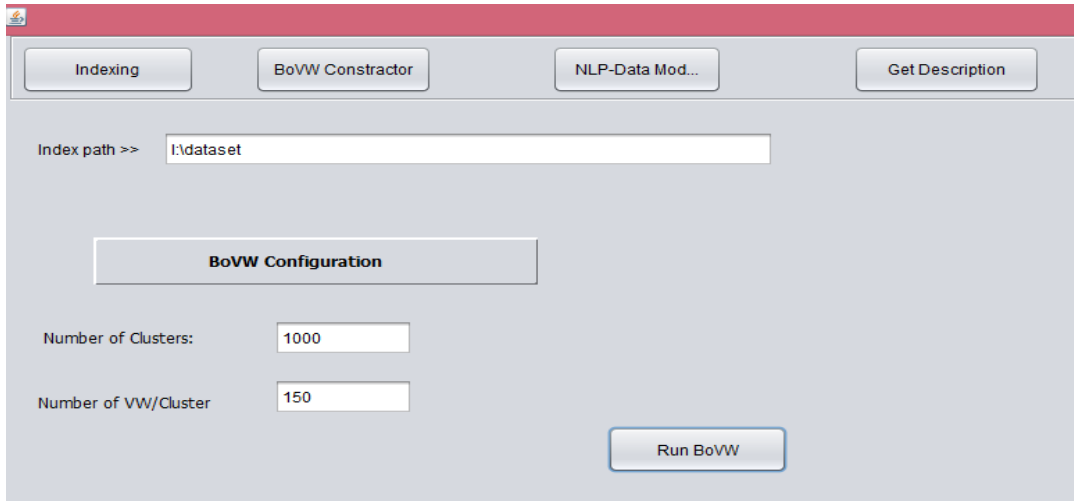 Indexing BoVW Constractor NLP-Data Mod... Get Description
Index path >> I:\dataset
BoVW Configuration
Number of Clusters: 1000
Number of VW/Cluster 150
Run BoVW